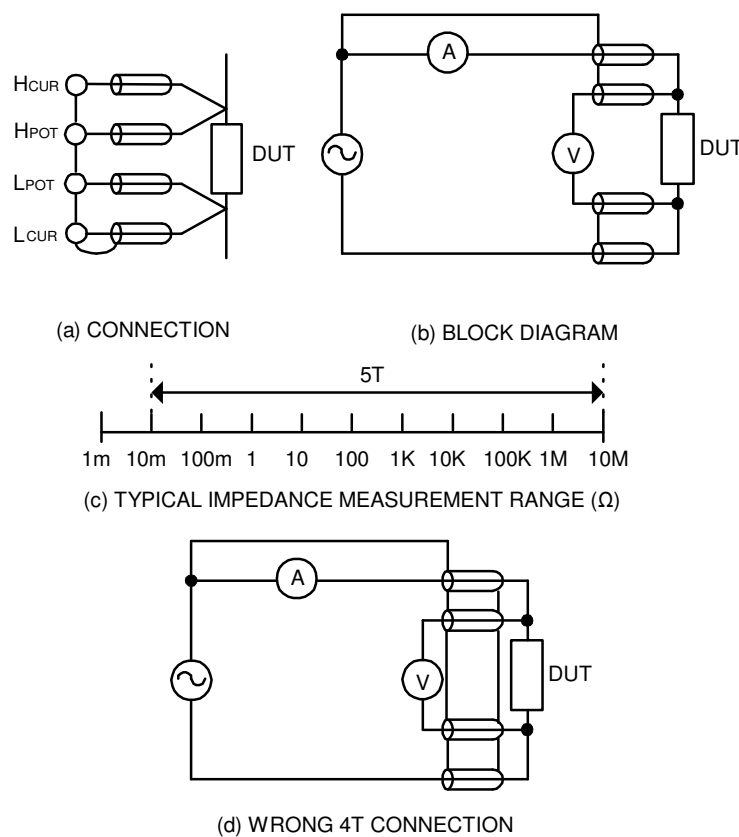 HCUR
HPOT
LPOT
LCUR
DUT
A
V
DUT
(a) CONNECTION
(b) BLOCK DIAGRAM
5T
1m 10m 100m 1 10 100 1K 10K 100K 1M 10M
(c) TYPICAL IMPEDANCE MEASUREMENT RANGE (Ω)
A
V
DUT
(d) WRONG 4T CONNECTION